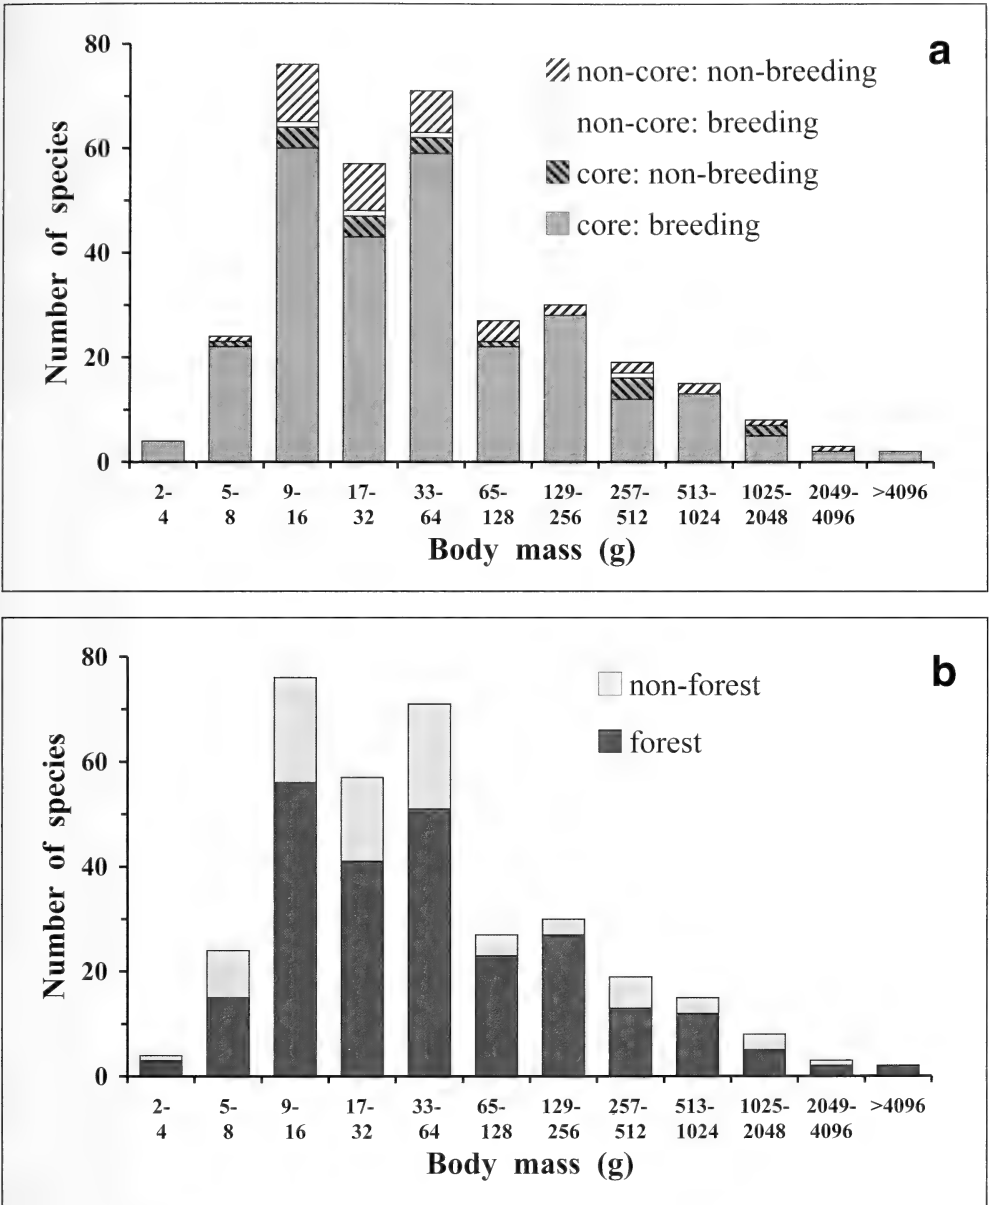 a
80
60
40
20
0
Number of species
non-core: non-breeding
non-core: breeding
core: non-breeding
core: breeding
2- 5- 9- 17- 33- 65- 129- 257- 513- 1025- 2049- >4096
4 8 16 32 64 128 256 512 1024 2048 4096
Body mass (g)
b
80
60
40
20
0
Number of species
non-forest
forest
2- 5- 9- 17- 33- 65- 129- 257- 513- 1025- 2049- >4096
4 8 16 32 64 128 256 512 1024 2048 4096
Body mass (g)